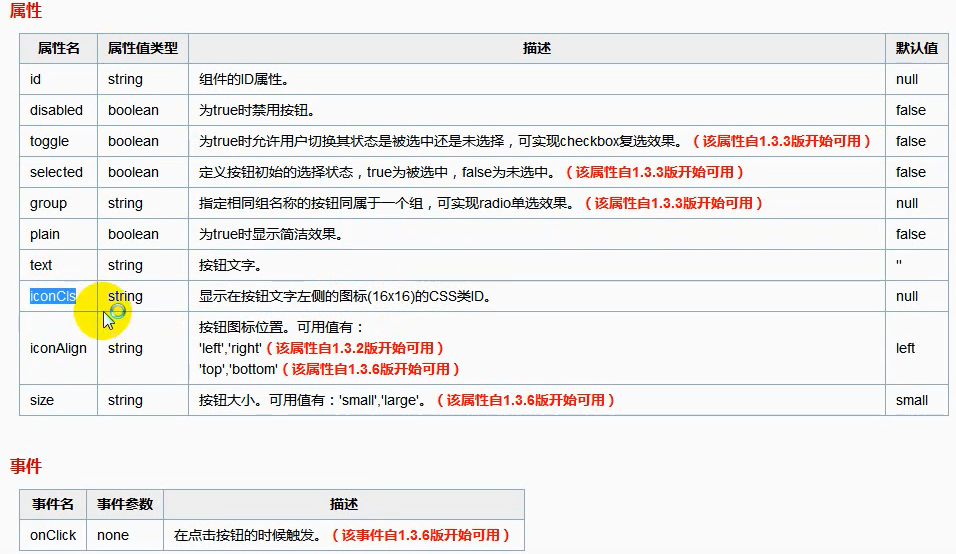 属性
属性名 属性值类型 描述 默认值
id string 组件的ID属性。 null
disabled boolean 为true时禁用按钮。 false
toggle boolean 为true时允许用户切换其状态是被选中还是未选择，可实现checkbox复选效果。（该属性自1.3.3版开始可用） false
selected boolean 定义按钮初始的选择状态，true为被选中，false为未选中。（该属性自1.3.3版开始可用） false
group string 指定相同组名称的按钮同属于一个组，可实现radio单选效果。（该属性自1.3.3版开始可用） null
plain boolean 为true时显示简洁效果。 false
text string 按钮文字。 ''
iconCls string 显示在按钮文字左侧的图标(16x16)的CSS类ID。 null
iconAlign string 按钮图标位置。可用值有：
'left','right'（该属性自1.3.2版开始可用）
'top','bottom'（该属性自1.3.6版开始可用） left
size string 按钮大小。可用值有：'small','large'。（该属性自1.3.6版开始可用） small
事件
事件名 事件参数 描述
onClick none 在点击按钮的时候触发。（该事件自1.3.6版开始可用）